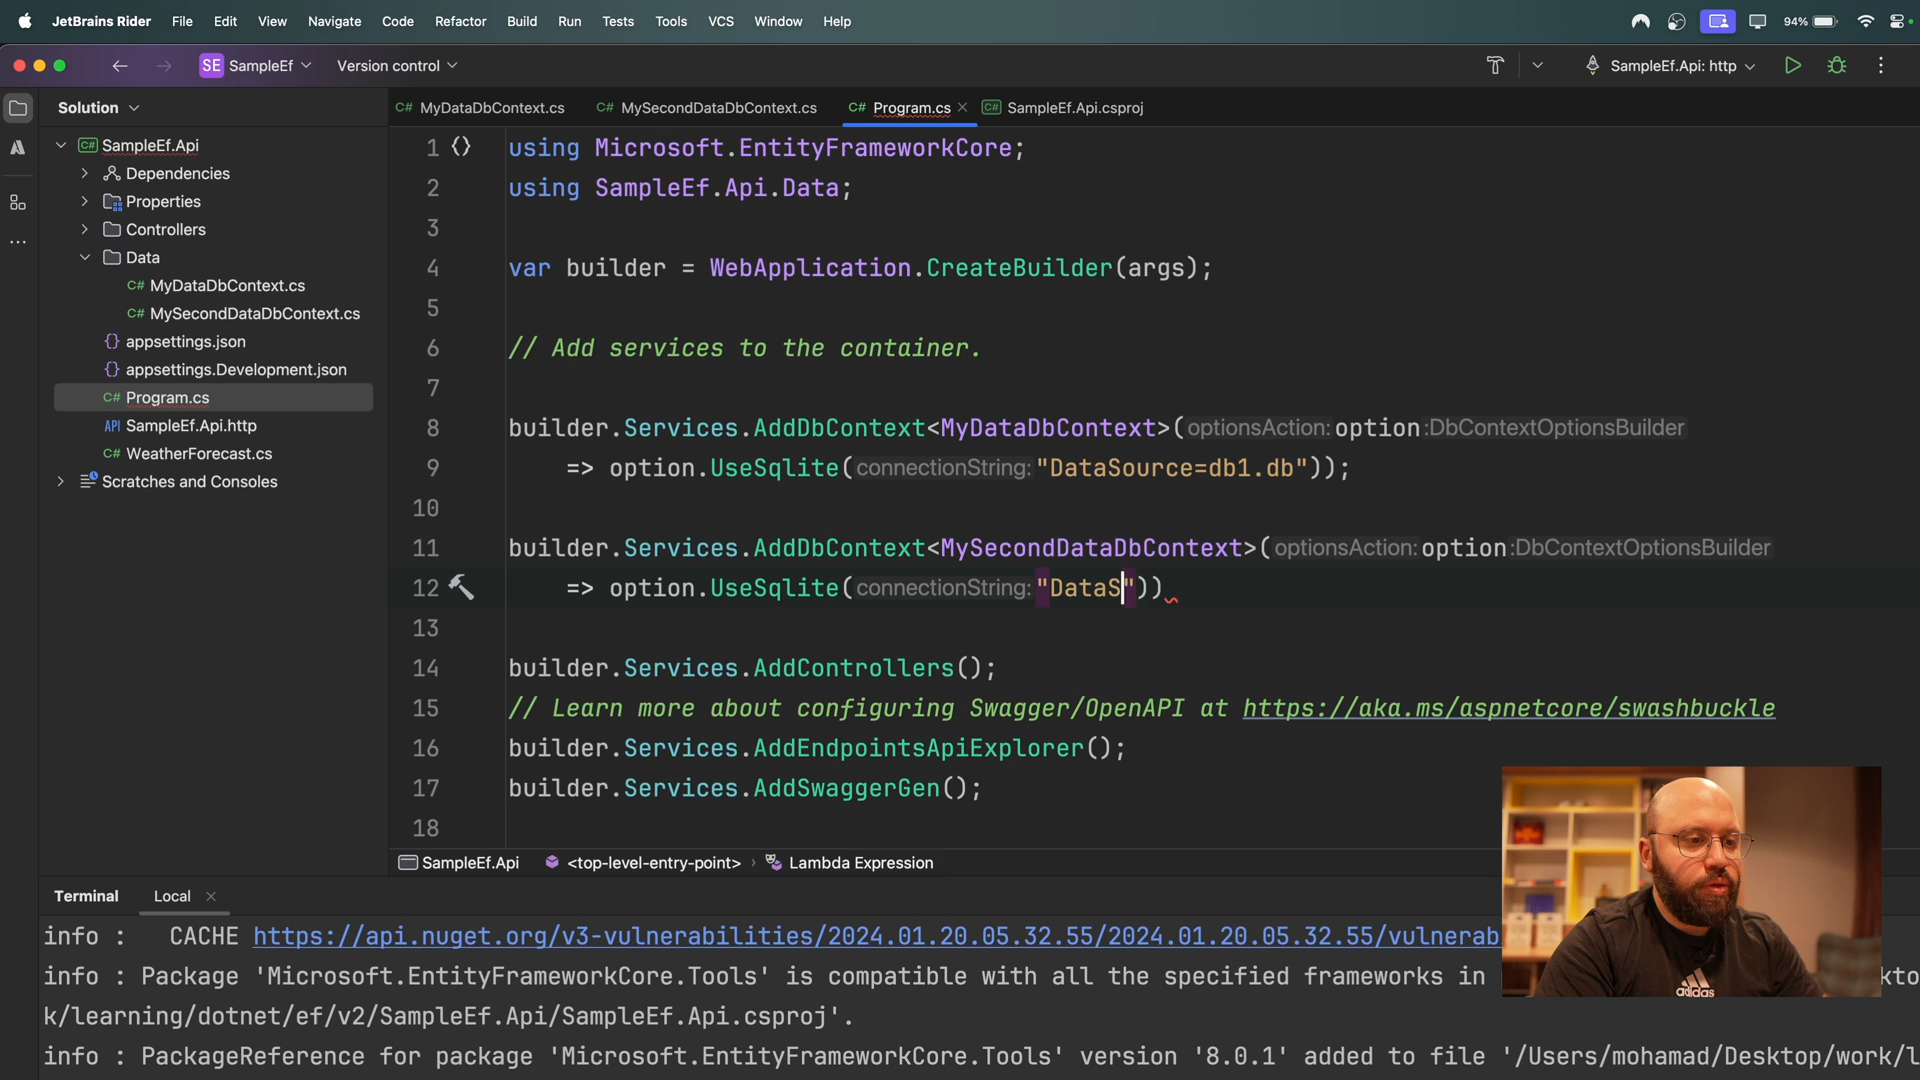 JetBrains Rider File Edit View Navigate Code Refactor Build Run Tests Tools VCS Window Help 94%
SE SampleEf Version control SampleEf.Api: http
Solution
C# MyDataDbContext.cs C# MySecondDataDbContext.cs C# Program.cs C# SampleEf.Api.csproj
C# SampleEf.Api
Dependencies
Properties
Controllers
Data
C# MyDataDbContext.cs
C# MySecondDataDbContext.cs
{} appsettings.json
{} appsettings.Development.json
C# Program.cs
API SampleEf.Api.http
C# WeatherForecast.cs
Scratches and Consoles
1 {} using Microsoft.EntityFrameworkCore;
2 using SampleEf.Api.Data;
3
4 var builder = WebApplication.CreateBuilder(args);
5
6 // Add services to the container.
7
8 builder.Services.AddDbContext<MyDataDbContext>(optionsAction: option :DbContextOptionsBuilder
9 => option.UseSqlite(connectionString: "DataSource=db1.db"));
10
11 builder.Services.AddDbContext<MySecondDataDbContext>(optionsAction: option :DbContextOptionsBuilder
12 => option.UseSqlite(connectionString: "DataS"))
13
14 builder.Services.AddControllers();
15 // Learn more about configuring Swagger/OpenAPI at https://aka.ms/aspnetcore/swashbuckle
16 builder.Services.AddEndpointsApiExplorer();
17 builder.Services.AddSwaggerGen();
18
SampleEf.Api <top-level-entry-point> › Lambda Expression
Terminal Local
info : CACHE https://api.nuget.org/v3-vulnerabilities/2024.01.20.05.32.55/2024.01.20.05.32.55/vulnerab
info : Package 'Microsoft.EntityFrameworkCore.Tools' is compatible with all the specified frameworks in kto
k/learning/dotnet/ef/v2/SampleEf.Api/SampleEf.Api.csproj'.
info : PackageReference for package 'Microsoft.EntityFrameworkCore.Tools' version '8.0.1' added to file '/Users/mohamad/Desktop/work/l
adidas